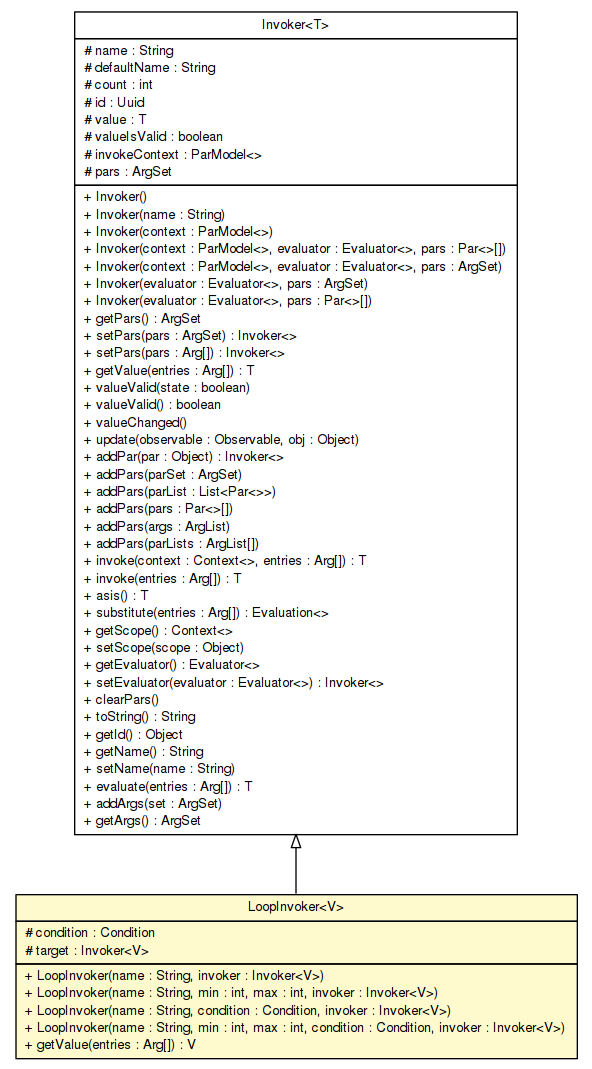 Invoker<T>
# name : String
# defaultName : String
# count : int
# id : Uuid
# value : T
# valueIsValid : boolean
# invokeContext : ParModel<>
# pars : ArgSet
+ Invoker()
+ Invoker(name : String)
+ Invoker(context : ParModel<>)
+ Invoker(context : ParModel<>, evaluator : Evaluator<>, pars : Par<>[])
+ Invoker(context : ParModel<>, evaluator : Evaluator<>, pars : ArgSet)
+ Invoker(evaluator : Evaluator<>, pars : ArgSet)
+ Invoker(evaluator : Evaluator<>, pars : Par<>[])
+ getPars() : ArgSet
+ setPars(pars : ArgSet) : Invoker<>
+ setPars(pars : Arg[]) : Invoker<>
+ getValue(entries : Arg[]) : T
+ valueValid(state : boolean)
+ valueValid() : boolean
+ valueChanged()
+ update(observable : Observable, obj : Object)
+ addPar(par : Object) : Invoker<>
+ addPars(parSet : ArgSet)
+ addPars(parList : List<Par<>>)
+ addPars(pars : Par<>[])
+ addPars(args : ArgList)
+ addPars(parLists : ArgList[])
+ invoke(context : Context<>, entries : Arg[]) : T
+ invoke(entries : Arg[]) : T
+ asis() : T
+ substitute(entries : Arg[]) : Evaluation<>
+ getScope() : Context<>
+ setScope(scope : Object)
+ getEvaluator() : Evaluator<>
+ setEvaluator(evaluator : Evaluator<>) : Invoker<>
+ clearPars()
+ toString() : String
+ getId() : Object
+ getName() : String
+ setName(name : String)
+ evaluate(entries : Arg[]) : T
+ addArgs(set : ArgSet)
+ getArgs() : ArgSet
LoopInvoker<V>
# condition : Condition
# target : Invoker<V>
+ LoopInvoker(name : String, invoker : Invoker<V>)
+ LoopInvoker(name : String, min : int, max : int, invoker : Invoker<V>)
+ LoopInvoker(name : String, condition : Condition, invoker : Invoker<V>)
+ LoopInvoker(name : String, min : int, max : int, condition : Condition, invoker : Invoker<V>)
+ getValue(entries : Arg[]) : V